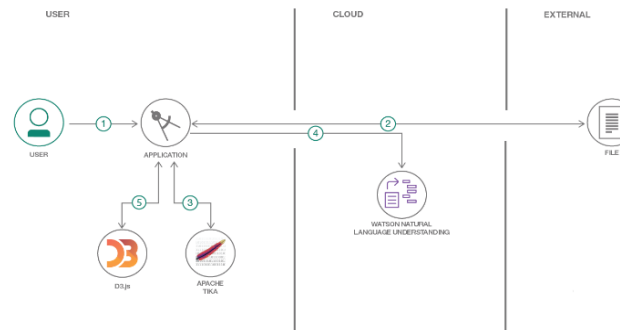 USER
CLOUD
EXTERNAL
1
2
4
USER
APPLICATION
FILE
5
3
WATSON NATURAL
LANGUAGE UNDERSTANDING
D3.js
APACHE
TIKA